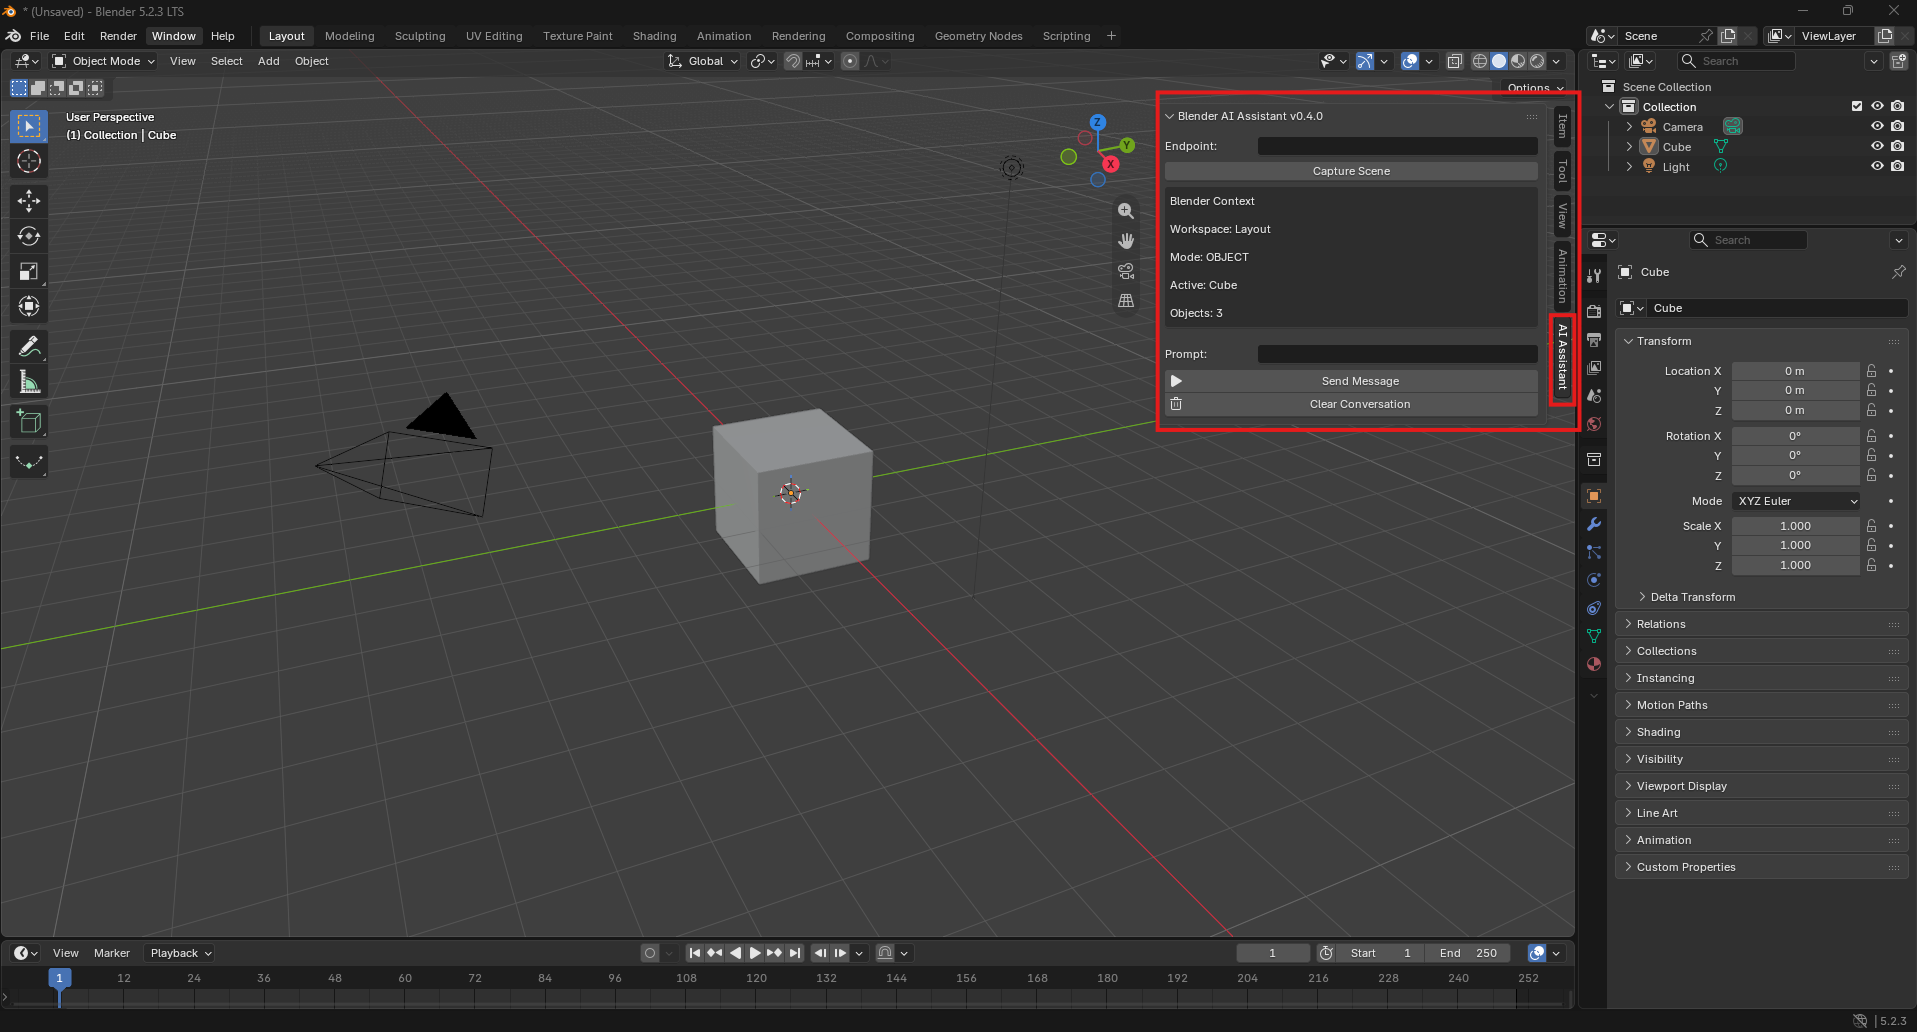 * (Unsaved) - Blender 5.2.3 LTS
File Edit Render Window Help Layout Modeling Sculpting UV Editing Texture Paint Shading Animation Rendering Compositing Geometry Nodes Scripting + Scene ViewLayer
Object Mode View Select Add Object Global Search
Options
User Perspective
(1) Collection | Cube
Z
Y
X
Blender AI Assistant v0.4.0
Endpoint:
Capture Scene
Blender Context
Workspace: Layout
Mode: OBJECT
Active: Cube
Objects: 3
Prompt:
Send Message
Clear Conversation
Item
Tool
View
Animation
AI Assistant
Scene Collection
Collection
Camera
Cube
Light
Search
Cube
Cube
Transform
Location X 0 m
Y 0 m
Z 0 m
Rotation X 0°
Y 0°
Z 0°
Mode XYZ Euler
Scale X 1.000
Y 1.000
Z 1.000
Delta Transform
Relations
Collections
Instancing
Motion Paths
Shading
Visibility
Viewport Display
Line Art
Animation
Custom Properties
View Marker Playback 1 Start 1 End 250
1 12 24 36 48 60 72 84 96 108 120 132 144 156 168 180 192 204 216 228 240 252
5.2.3